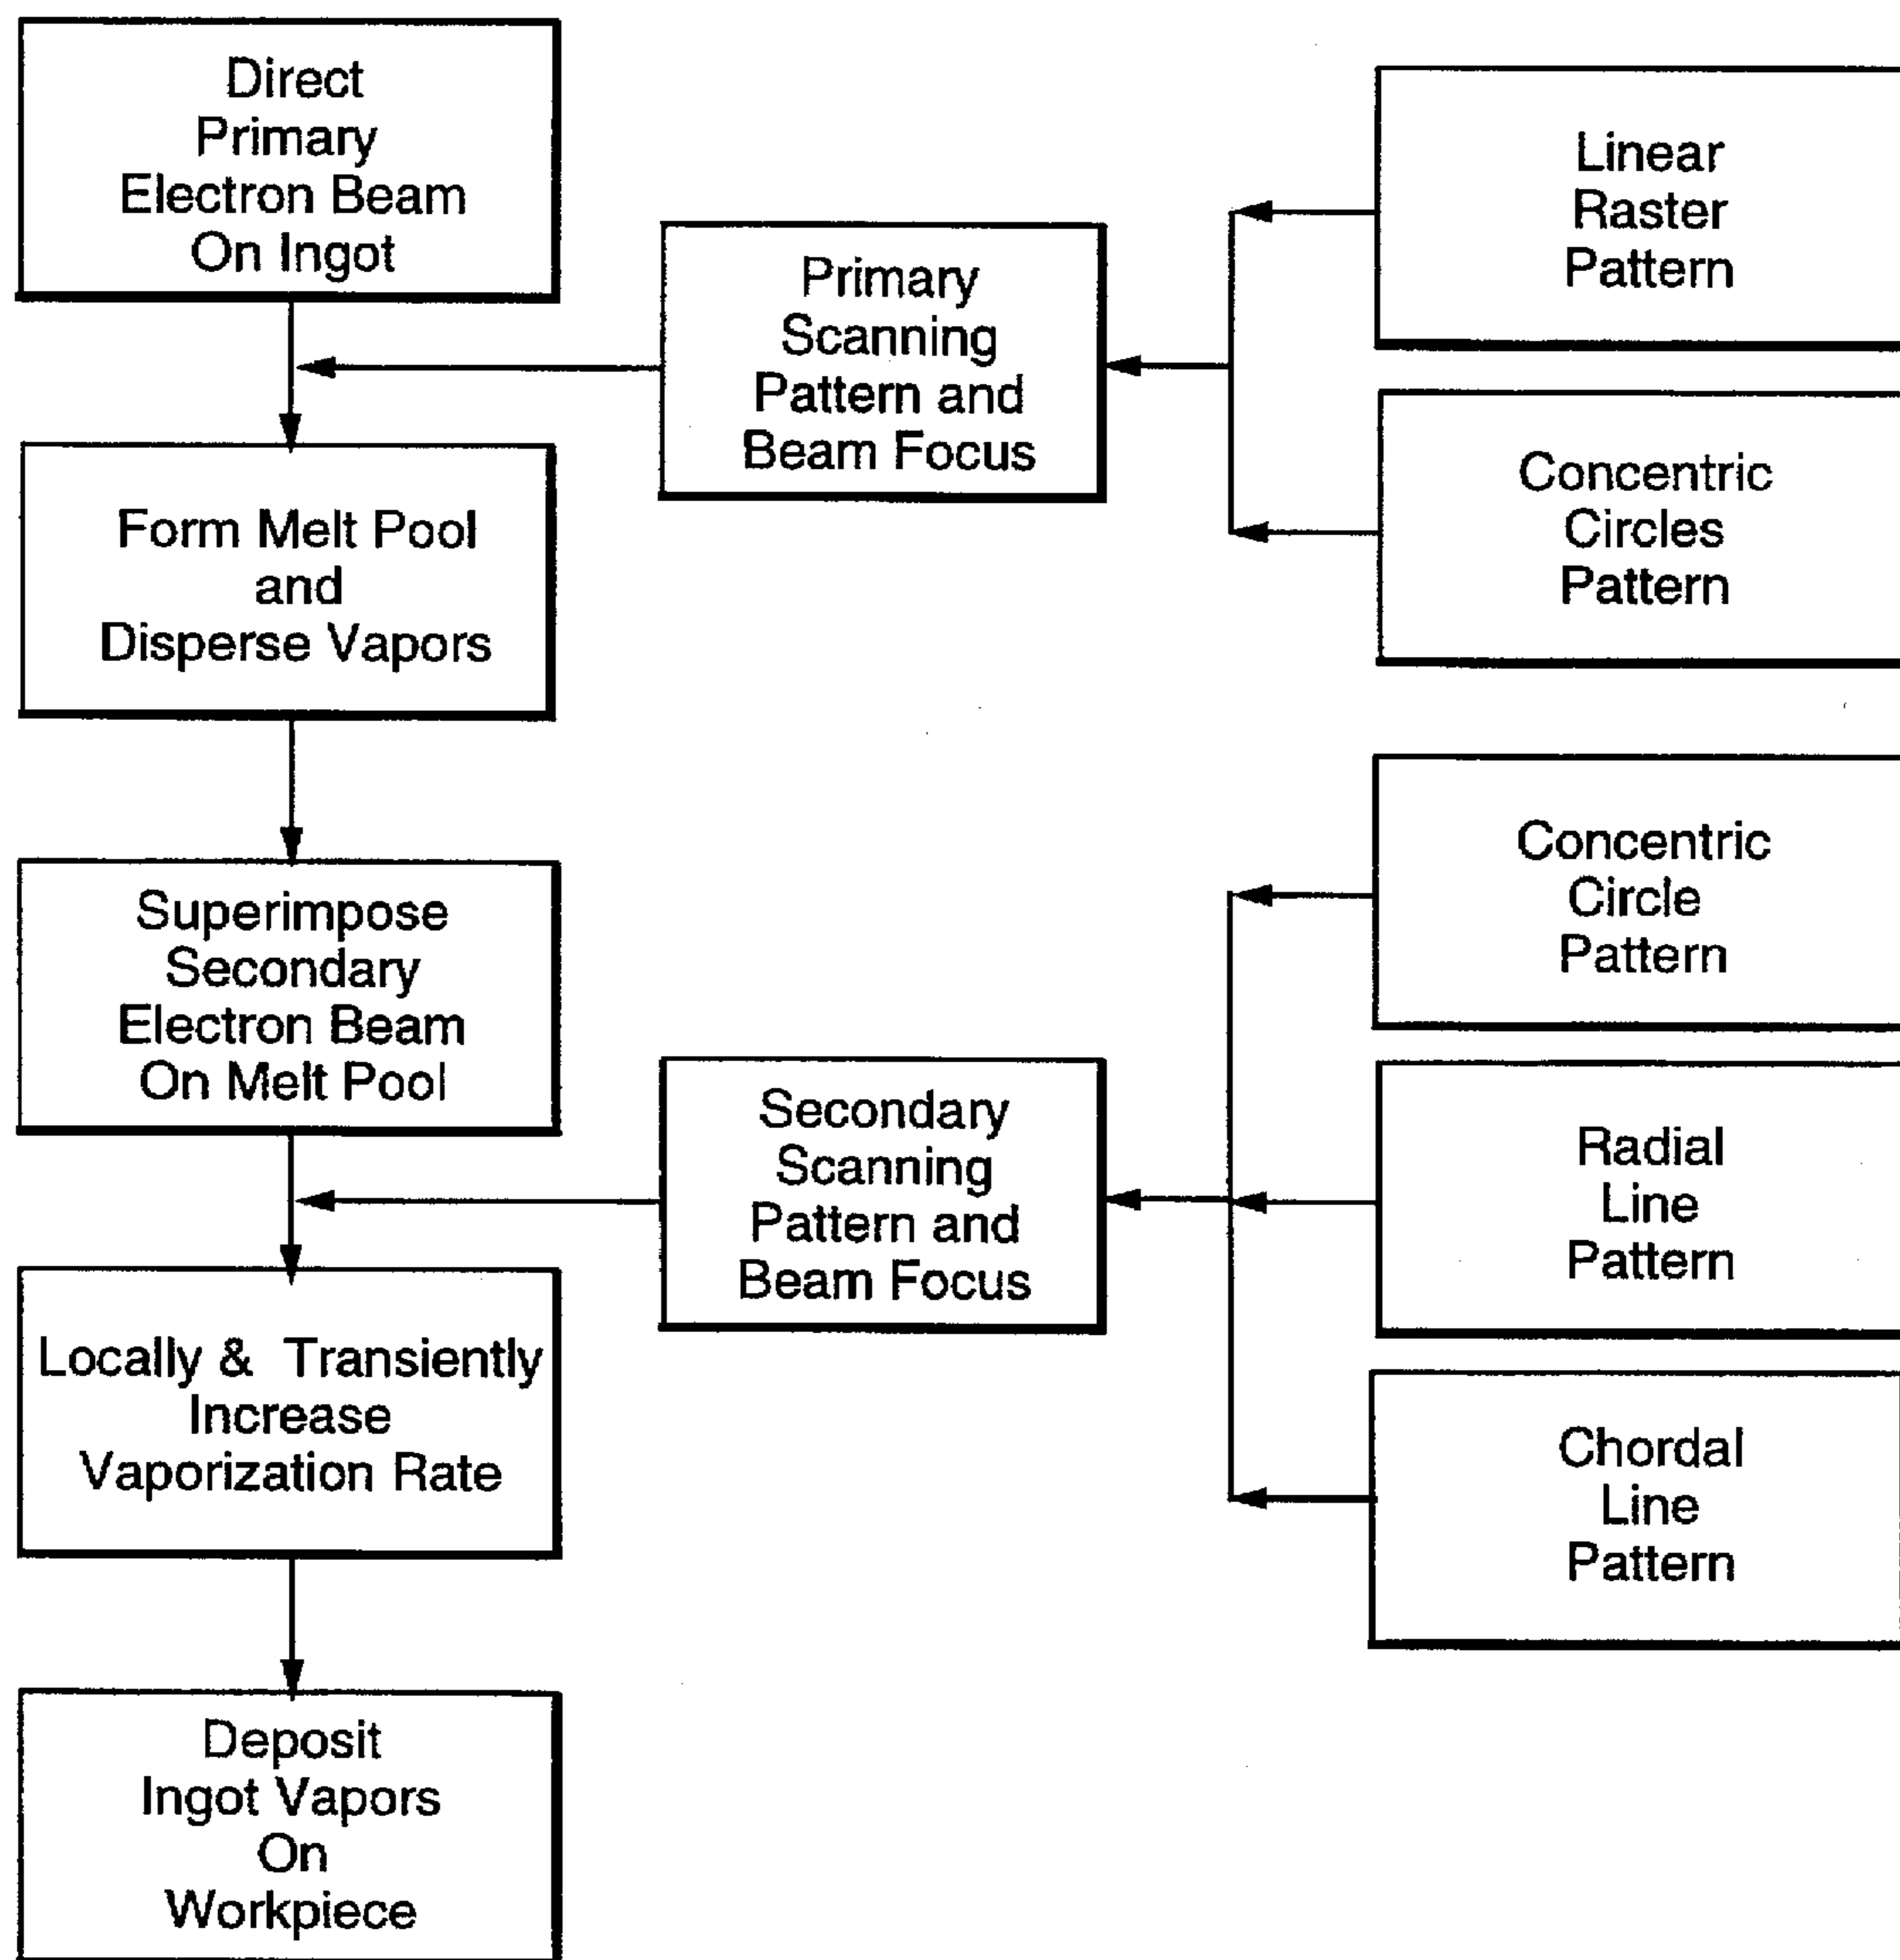 Direct
Primary
Electron Beam
On Ingot
Primary
Scanning
Pattern and
Beam Focus
Linear
Raster
Pattern
Concentric
Circles
Pattern
Form Melt Pool
and
Disperse Vapors
Superimpose
Secondary
Electron Beam
On Melt Pool
Secondary
Scanning
Pattern and
Beam Focus
Concentric
Circle
Pattern
Radial
Line
Pattern
Chordal
Line
Pattern
Locally & Transiently
Increase
Vaporization Rate
Deposit
Ingot Vapors
On
Workpiece